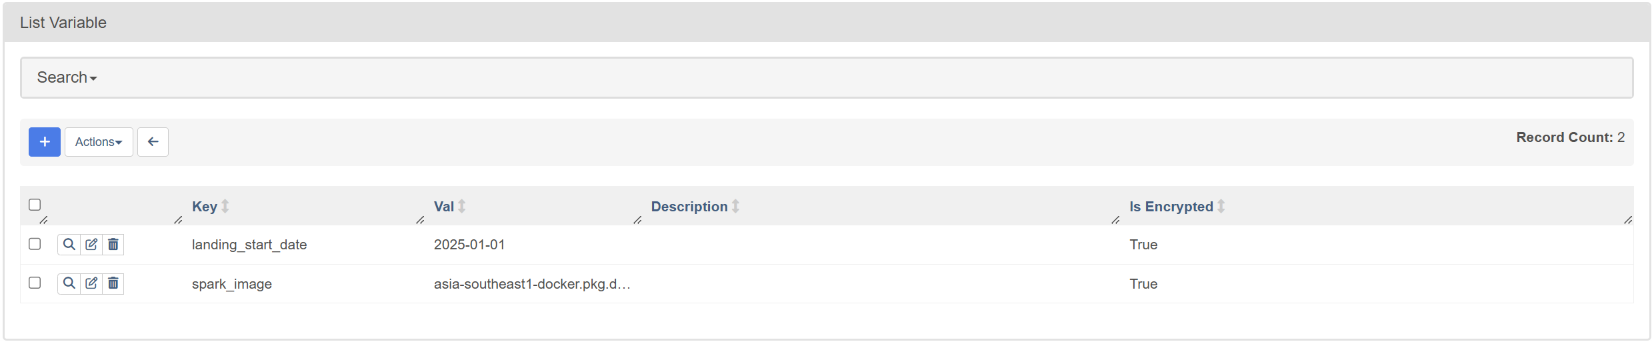 List Variable
Search
Actions
Record Count: 2
Key Val Description Is Encrypted
landing_start_date 2025-01-01 True
spark_image asia-southeast1-docker.pkg.d... True